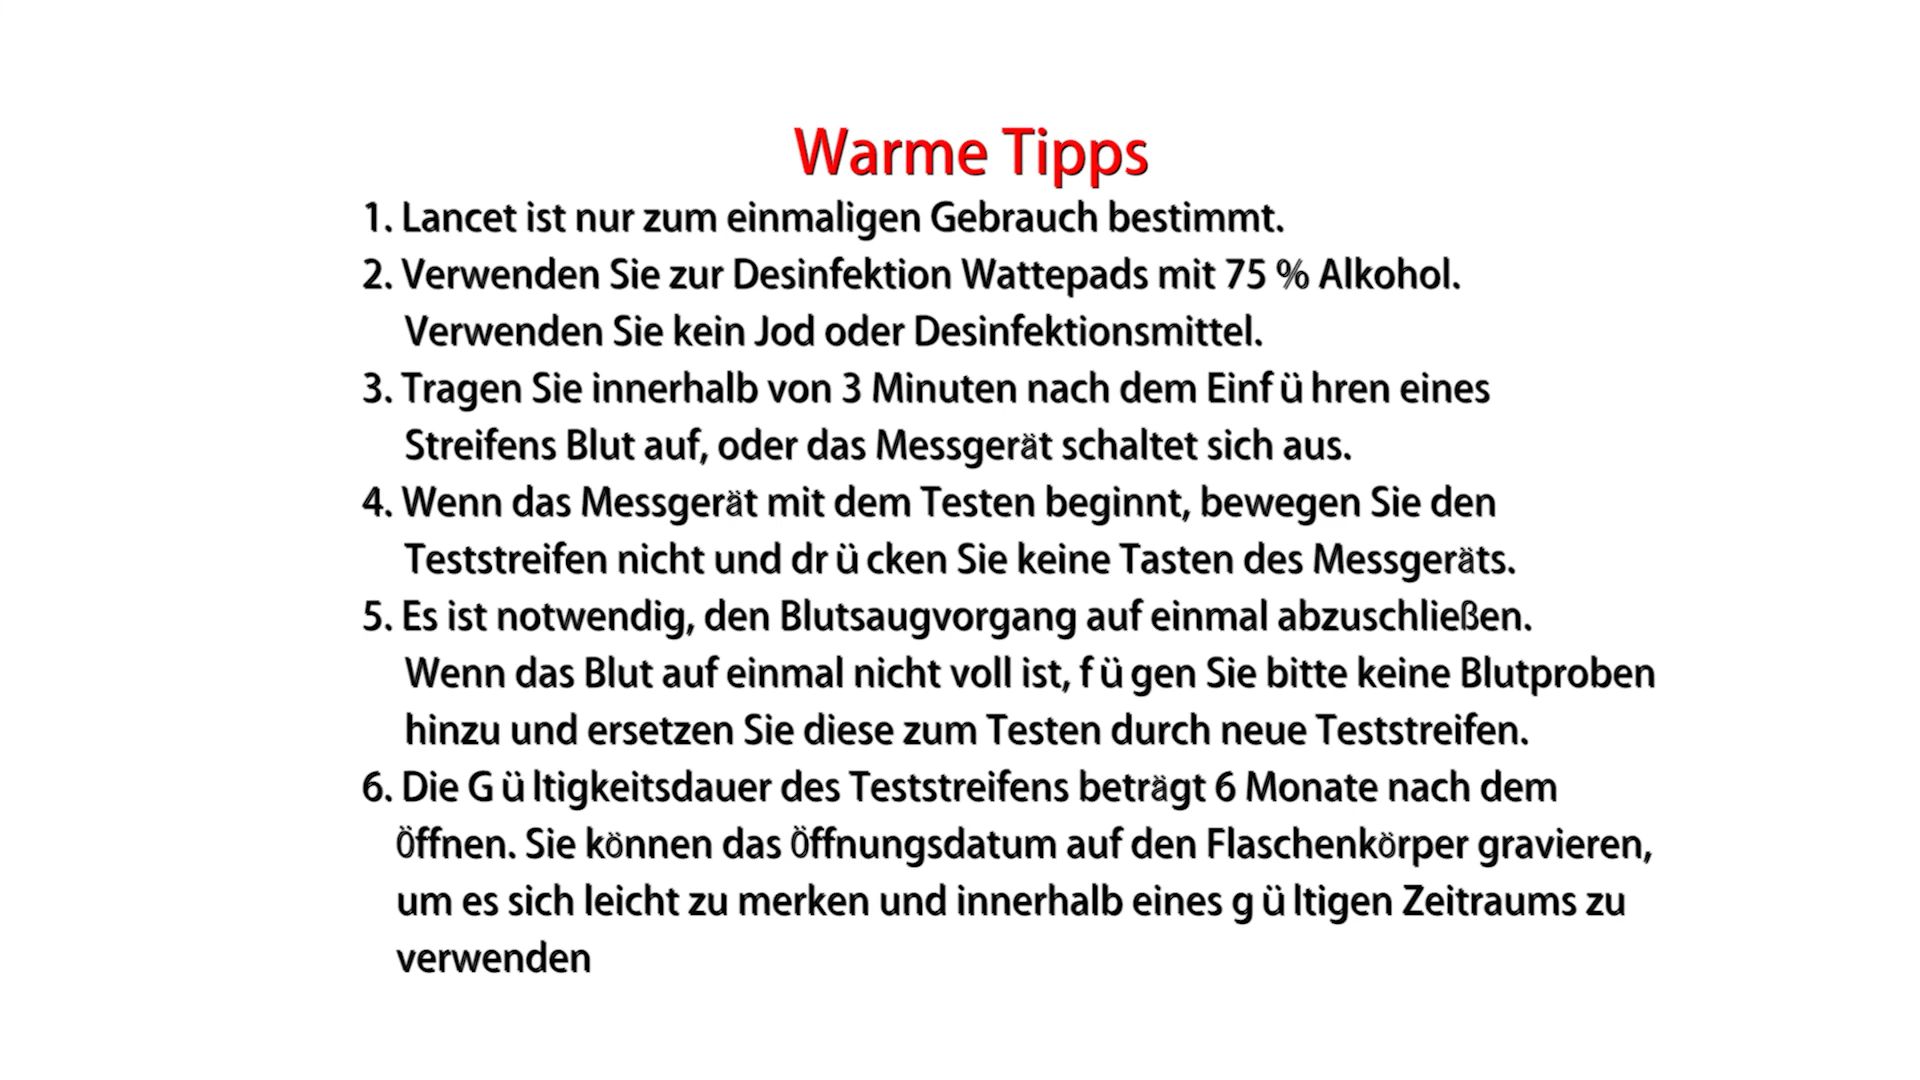 Warme Tipps
1. Lancet ist nur zum einmaligen Gebrauch bestimmt.
2. Verwenden Sie zur Desinfektion Wattepads mit 75 % Alkohol.
Verwenden Sie kein Jod oder Desinfektionsmittel.
3. Tragen Sie innerhalb von 3 Minuten nach dem Einf ü hren eines
Streifens Blut auf, oder das Messgerät schaltet sich aus.
4. Wenn das Messgerät mit dem Testen beginnt, bewegen Sie den
Teststreifen nicht und dr ü cken Sie keine Tasten des Messgeräts.
5. Es ist notwendig, den Blutsaugvorgang auf einmal abzuschließen.
Wenn das Blut auf einmal nicht voll ist, f ü gen Sie bitte keine Blutproben
hinzu und ersetzen Sie diese zum Testen durch neue Teststreifen.
6. Die G ü ltigkeitsdauer des Teststreifens beträgt 6 Monate nach dem
Öffnen. Sie können das Öffnungsdatum auf den Flaschenkörper gravieren,
um es sich leicht zu merken und innerhalb eines g ü ltigen Zeitraums zu
verwenden